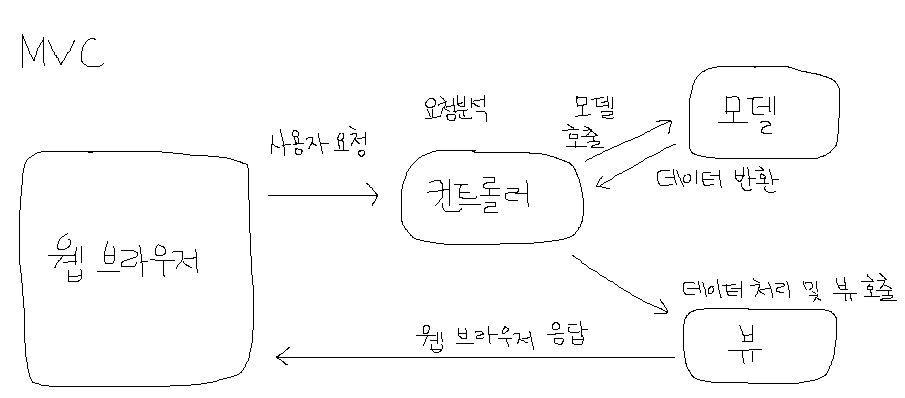 MVC
요청분석
모델
호출
모델
사용자 요청
데이터 반환
컨트롤러
웹 브라우저
데이터 처리 및 뷰 호출
웹 브라우저 응답
뷰